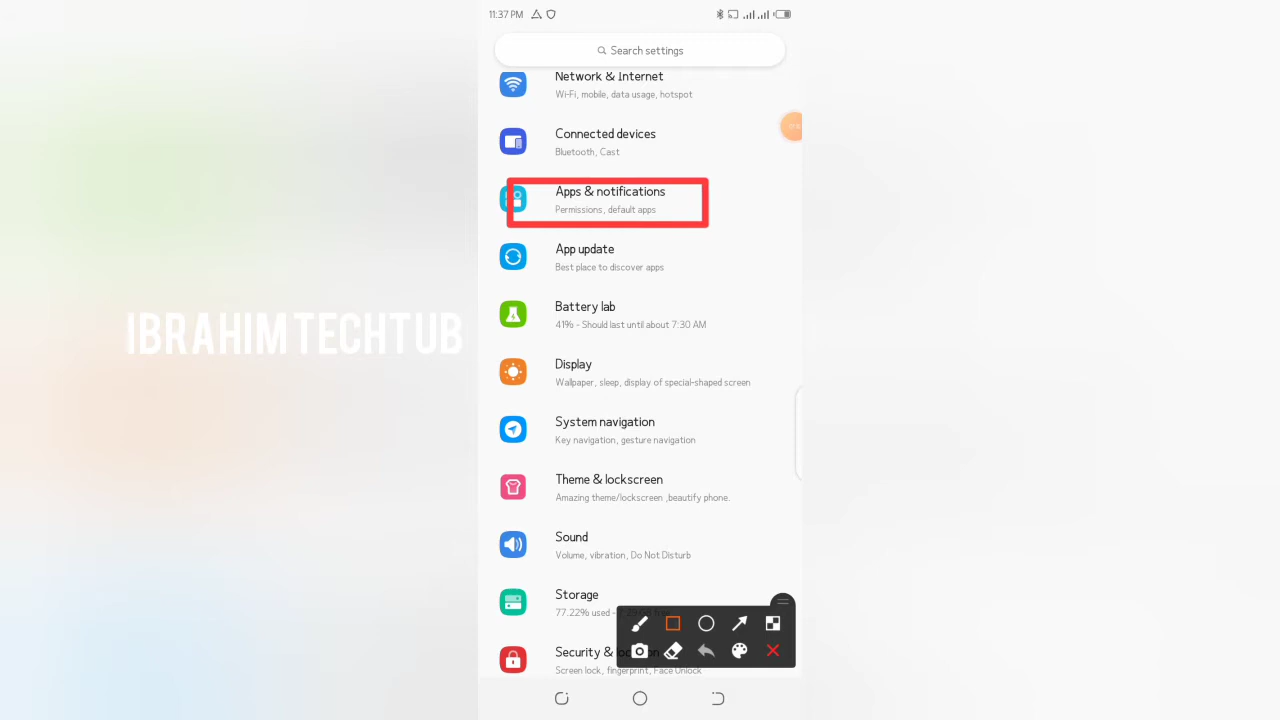 11:37 PM
Search settings
Network & Internet
Wi-Fi, mobile, data usage, hotspot
Connected devices
Bluetooth, Cast
Apps & notifications
Permissions, default apps
App update
Best place to discover apps
IBRAHIM TECHTUB
Battery lab
41% - Should last until about 7:30 AM
Display
Wallpaper, sleep, display of special-shaped screen
System navigation
Key navigation, gesture navigation
Theme & lockscreen
Amazing theme/lockscreen ,beautify phone.
Sound
Volume, vibration, Do Not Disturb
Storage
77.22% used -
Security &
Screen lock, fingerprint, Face Unlock